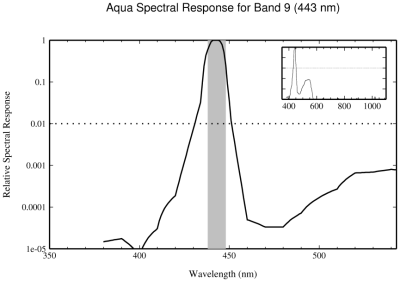 Aqua Spectral Response for Band 9 (443 nm)
1
0.1
0.01
0.001
0.0001
1e-05
Relative Spectral Response
400 600 800 1000
350 400 450 500
Wavelength (nm)